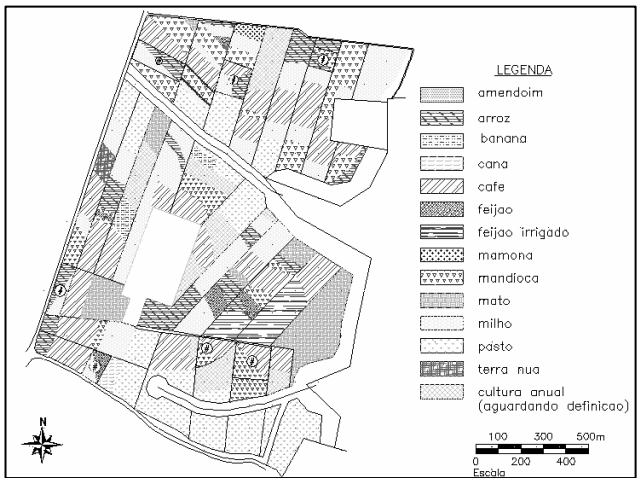 LEGENDA
amendoim
arroz
banana
cana
cafe
feijao
feijao irrigado
mamona
mandioca
mato
milho
pasto
terra nua
cultura anual
(aguardando definicao)
N
100 300 500m
0 200 400
Escala